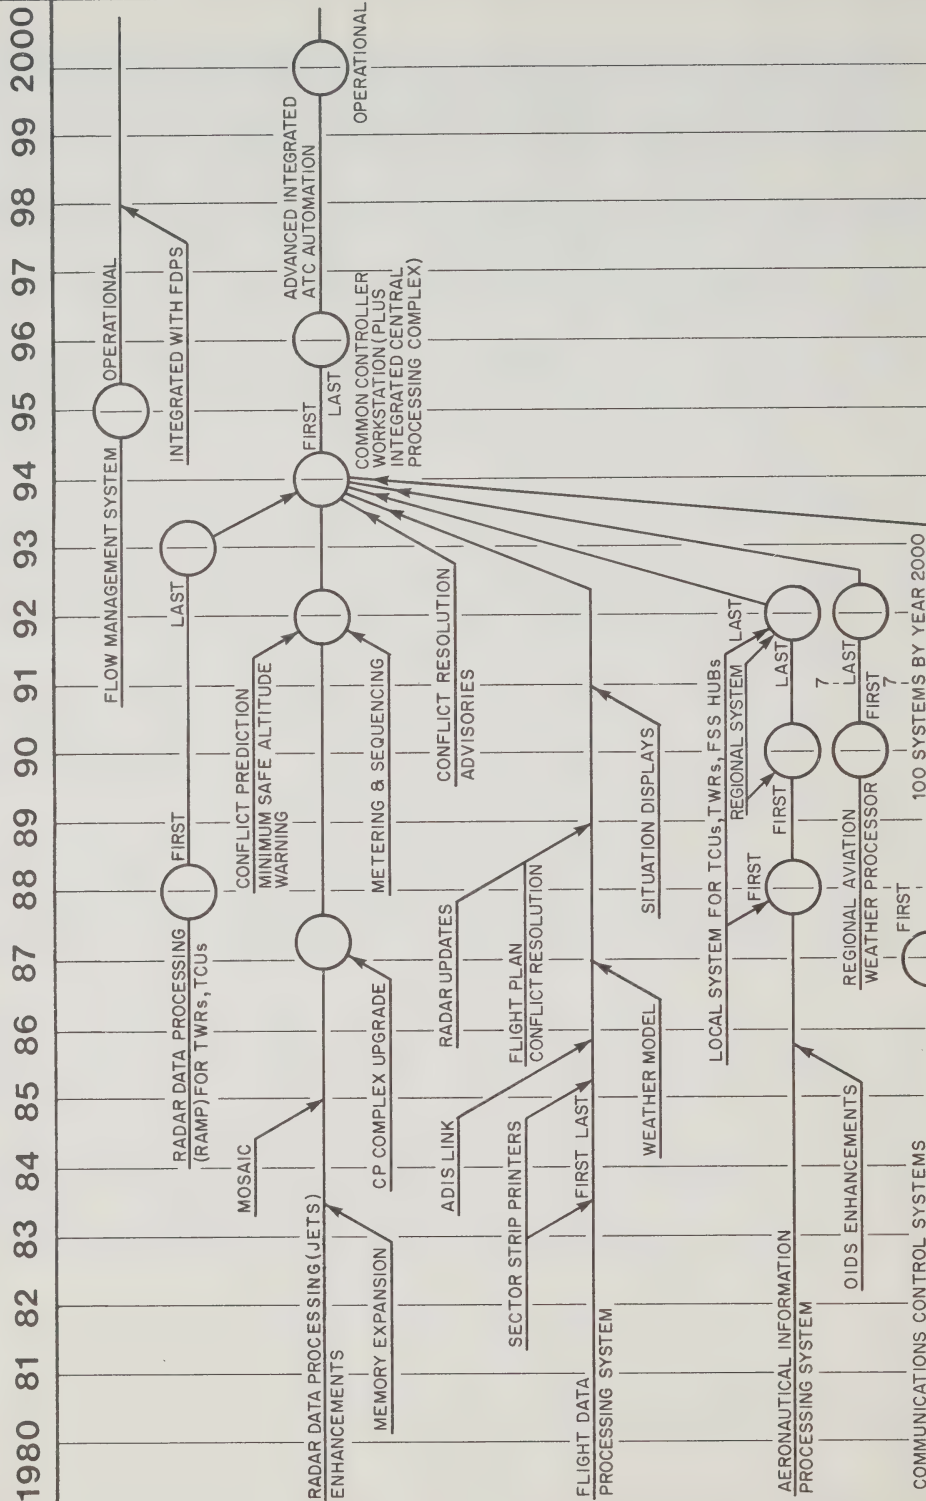 1980 81 82 83 84 85 86 87 88 89 90 91 92 93 94 95 96 97 98 99 2000
FLOW MANAGEMENT SYSTEM
OPERATIONAL
INTEGRATED WITH FDPS
RADAR DATA PROCESSING
(RAMP) FOR TWRs, TCUs
FIRST
LAST
MOSAIC
RADAR DATA PROCESSING (JETS)
ENHANCEMENTS
MEMORY EXPANSION
CP COMPLEX UPGRADE
CONFLICT PREDICTION
MINIMUM SAFE ALTITUDE
WARNING
METERING & SEQUENCING
CONFLICT RESOLUTION
ADVISORIES
FIRST
LAST
COMMON CONTROLLER
WORKSTATION (PLUS
INTEGRATED CENTRAL
PROCESSING COMPLEX)
ADVANCED INTEGRATED
ATC AUTOMATION
OPERATIONAL
ADIS LINK
RADAR UPDATES
SECTOR STRIP PRINTERS
FLIGHT PLAN
CONFLICT RESOLUTION
FIRST LAST
FLIGHT DATA
PROCESSING SYSTEM
WEATHER MODEL
SITUATION DISPLAYS
LOCAL SYSTEM FOR TCUs, TWRs, FSS HUBs
REGIONAL SYSTEM
LAST
FIRST
FIRST
LAST
AERONAUTICAL INFORMATION
PROCESSING SYSTEM
OIDS ENHANCEMENTS
7
REGIONAL AVIATION
WEATHER PROCESSOR
LAST
FIRST
7
FIRST
100 SYSTEMS BY YEAR 2000
COMMUNICATIONS CONTROL SYSTEMS